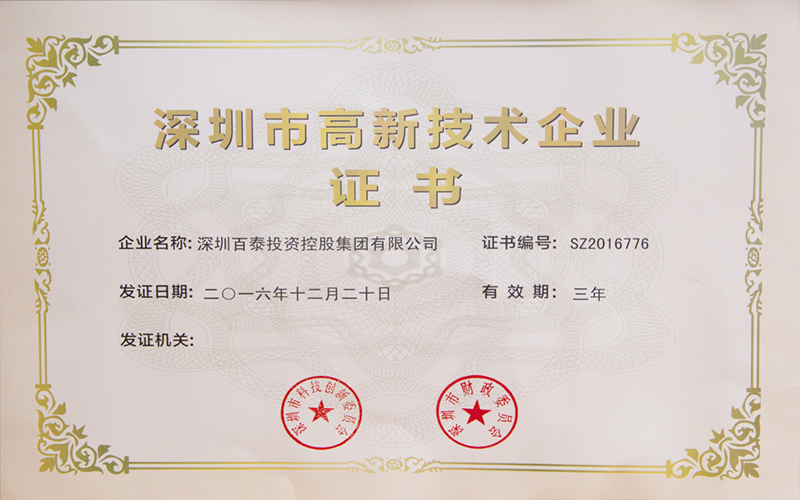 深圳市高新技术企业
证书
企业名称: 深圳百泰投资控股集团有限公司 证书编号: SZ2016776
发证日期: 二〇一六年十二月二十日 有效期: 三年
发证机关:
深圳市科技创新委员会
深圳市财政委员会